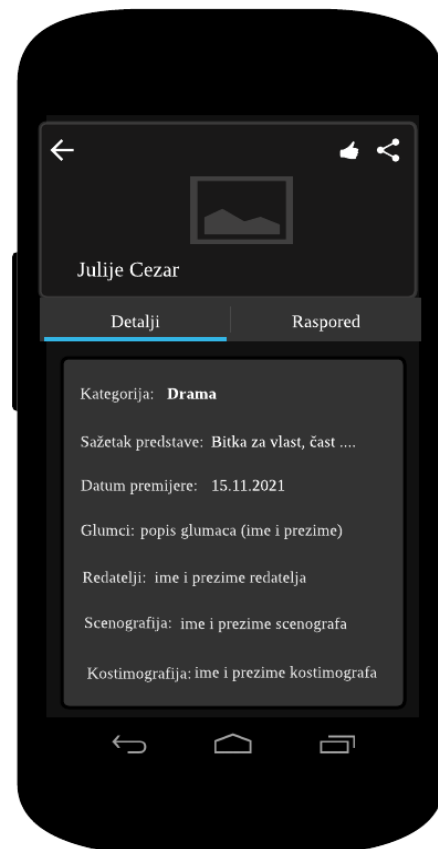 Julije Cezar
Detalji Raspored
Kategorija: Drama
Sažetak predstave: Bitka za vlast, čast ....
Datum premijere: 15.11.2021
Glumci: popis glumaca (ime i prezime)
Redatelji: ime i prezime redatelja
Scenografija: ime i prezime scenografa
Kostimografija: ime i prezime kostimografa